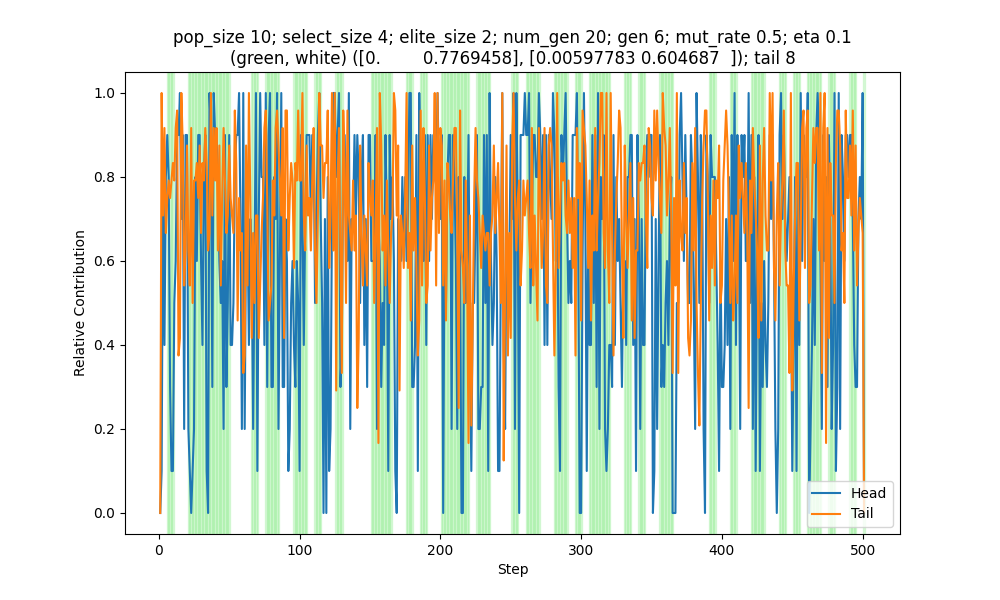 pop_size 10; select_size 4; elite_size 2; num_gen 20; gen 6; mut_rate 0.5; eta 0.1
(green, white) ([0. 0.7769458], [0.00597783 0.604687 ]); tail 8
Relative Contribution
1.0
0.8
0.6
0.4
0.2
0.0
0 100 200 300 400 500
Step
Head
Tail